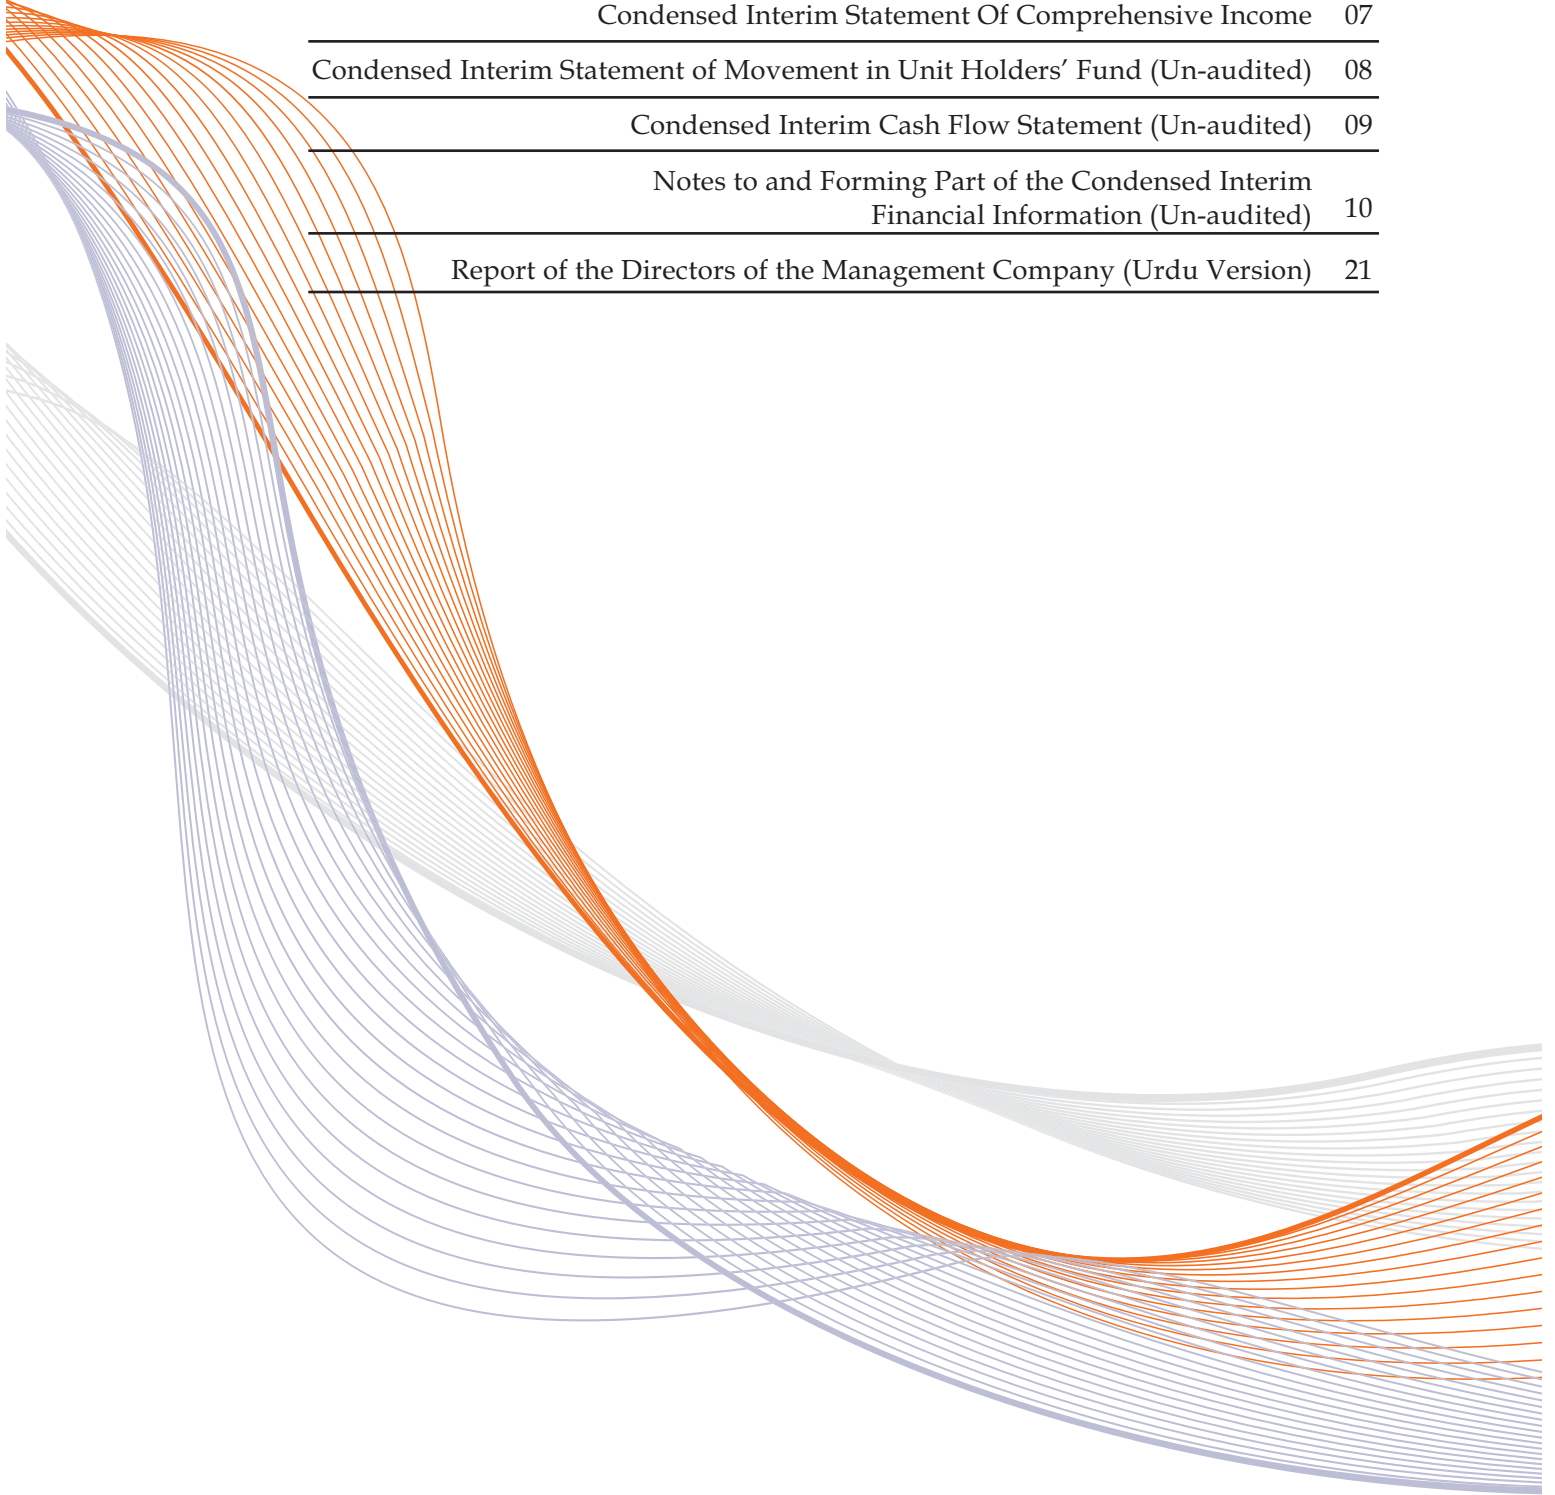 Condensed Interim Statement Of Comprehensive Income 07
Condensed Interim Statement of Movement in Unit Holders’ Fund (Un-audited) 08
Condensed Interim Cash Flow Statement (Un-audited) 09
Notes to and Forming Part of the Condensed Interim
Financial Information (Un-audited) 10
Report of the Directors of the Management Company (Urdu Version) 21